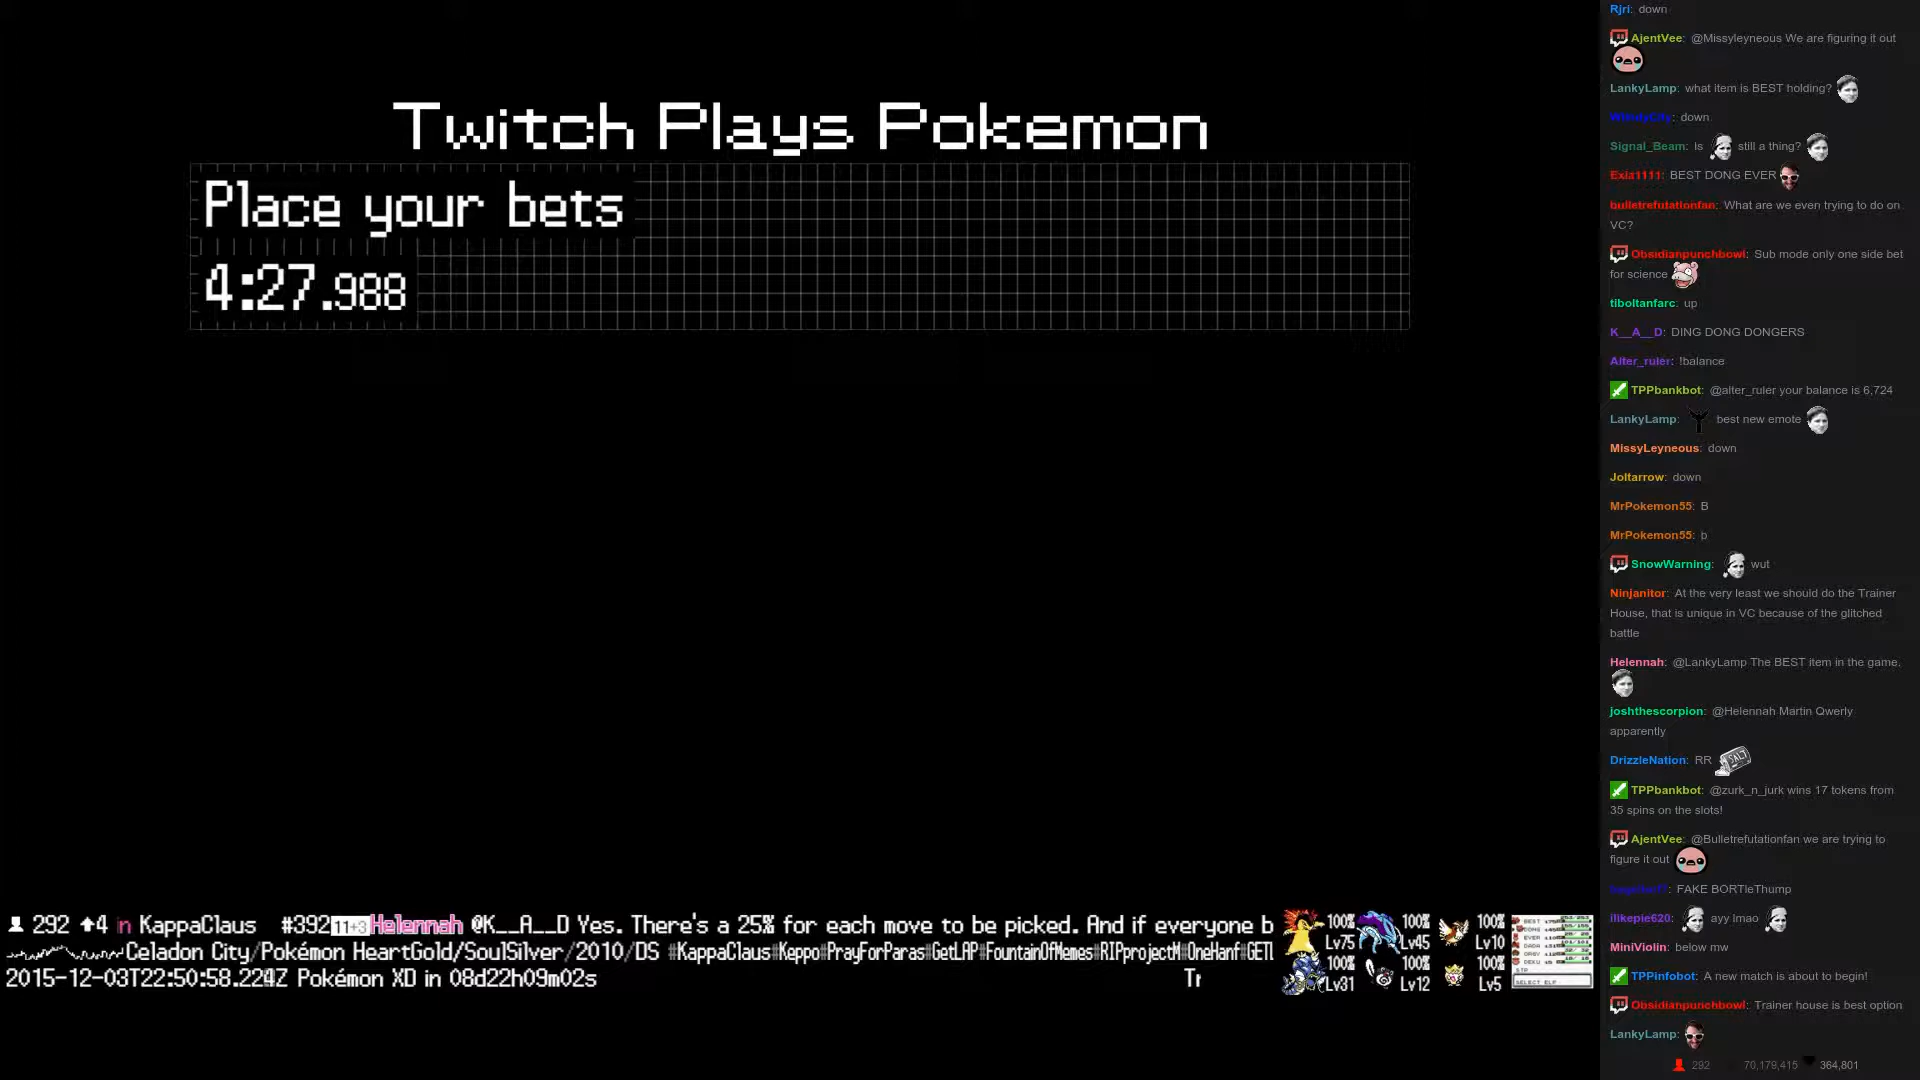 Twitch Plays Pokemon
Place your bets
4:27.988
292 4 in KappaClaus #392 11+3 Helennah @K__A__D Yes. There's a 25% for each move to be picked. And if everyone b
Celadon City/Pokémon HeartGold/SoulSilver/2010/DS #KappaClaus#Keppo#PrayForParas#GetLAP#FountainOfMemes#RIPprojectM#OneHanf#GETL
Pokémon XD in 08d22h09m02s
Tr
100% 100% 100%
Lv75 Lv45 Lv10
100% 100% 100%
Lv31 Lv12 Lv5
Rjri: down
AjentVee: @Missyleyneous We are figuring it out
LankyLamp: what item is BEST holding?
down
Signal_Beam: Is still a thing?
Exia1111: BEST DONG EVER
bulletrefutationfan: What are we even trying to do on
VC?
Obsidianpunchbowl: Sub mode only one side bet
for science
tiboltanfarc: up
K__A__D: DING DONG DONGERS
Alter_ruler: !balance
TPPbankbot: @alter_ruler your balance is 6,724
LankyLamp: best new emote
MissyLeyneous: down
Joltarrow: down
MrPokemon55: B
MrPokemon55: b
SnowWarning: wut
Ninjanitor: At the very least we should do the Trainer
House, that is unique in VC because of the glitched
battle
Helennah: @LankyLamp The BEST item in the game.
joshthescorpion: @Helennah Martin Qwerly
apparently
DrizzleNation: RR
TPPbankbot: @zurk_n_jurk wins 17 tokens from
35 spins on the slots!
AjentVee: @Bulletrefutationfan we are trying to
figure it out
FAKE BORTleThump
ilikepie620: ayy lmao
MiniViolin: below mw
TPPinfobot: A new match is about to begin!
Obsidianpunchbowl: Trainer house is best option
LankyLamp:
292 70,179,415 364,801